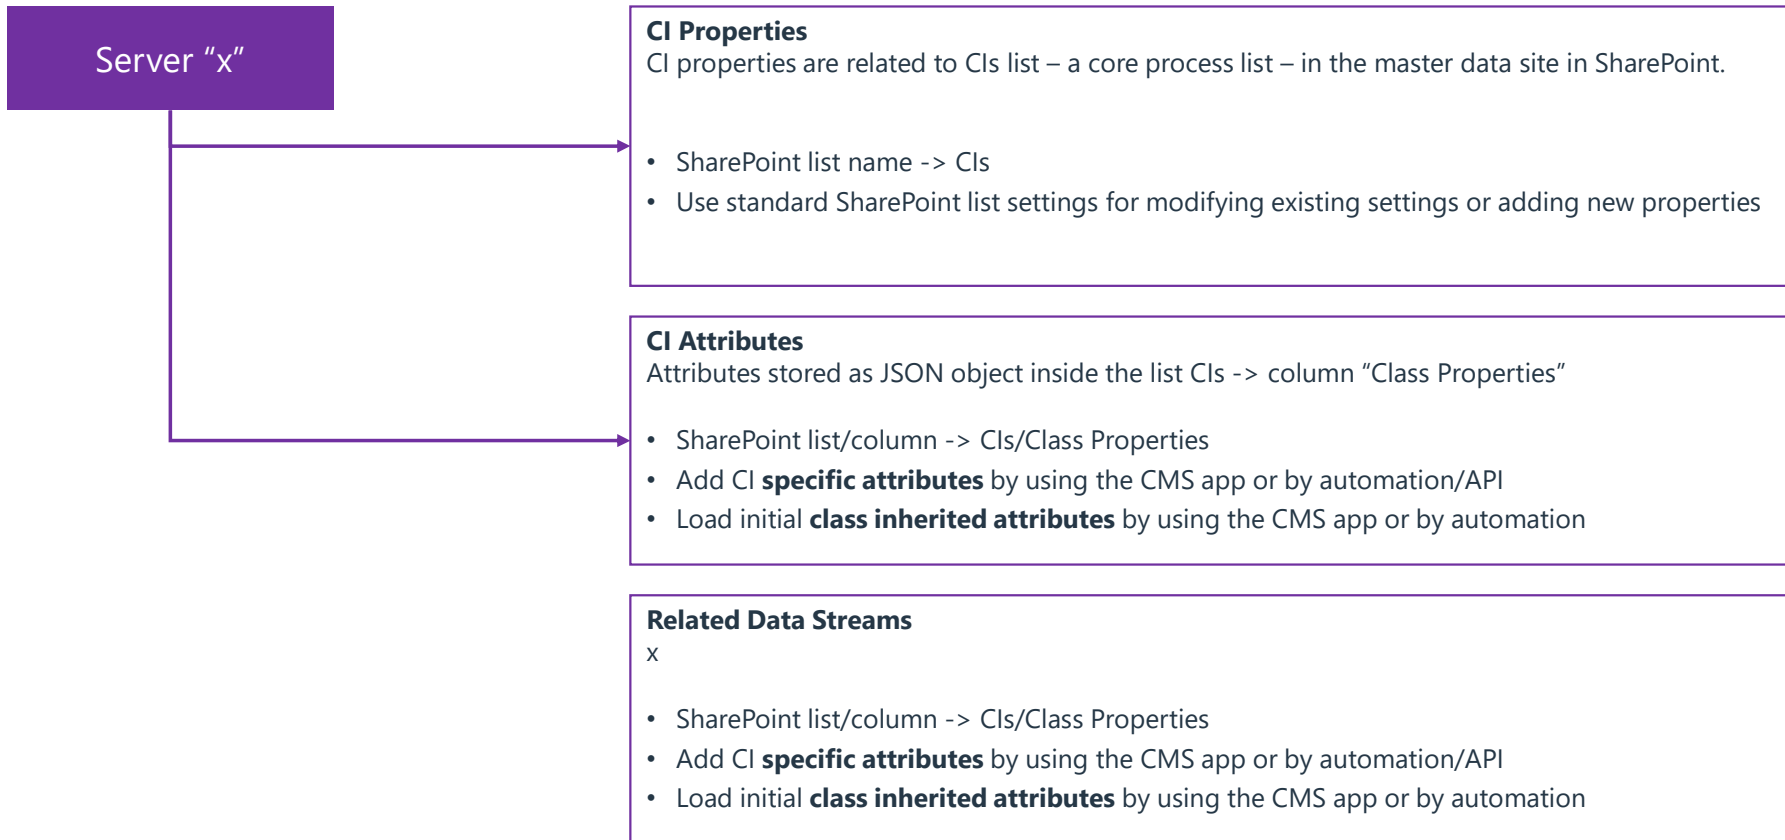 Server “x”
CI Properties
CI properties are related to CIs list – a core process list – in the master data site in SharePoint.
• SharePoint list name -> CIs
• Use standard SharePoint list settings for modifying existing settings or adding new properties
CI Attributes
Attributes stored as JSON object inside the list CIs -> column “Class Properties”
• SharePoint list/column -> CIs/Class Properties
• Add CI specific attributes by using the CMS app or by automation/API
• Load initial class inherited attributes by using the CMS app or by automation
Related Data Streams
x
• SharePoint list/column -> CIs/Class Properties
• Add CI specific attributes by using the CMS app or by automation/API
• Load initial class inherited attributes by using the CMS app or by automation